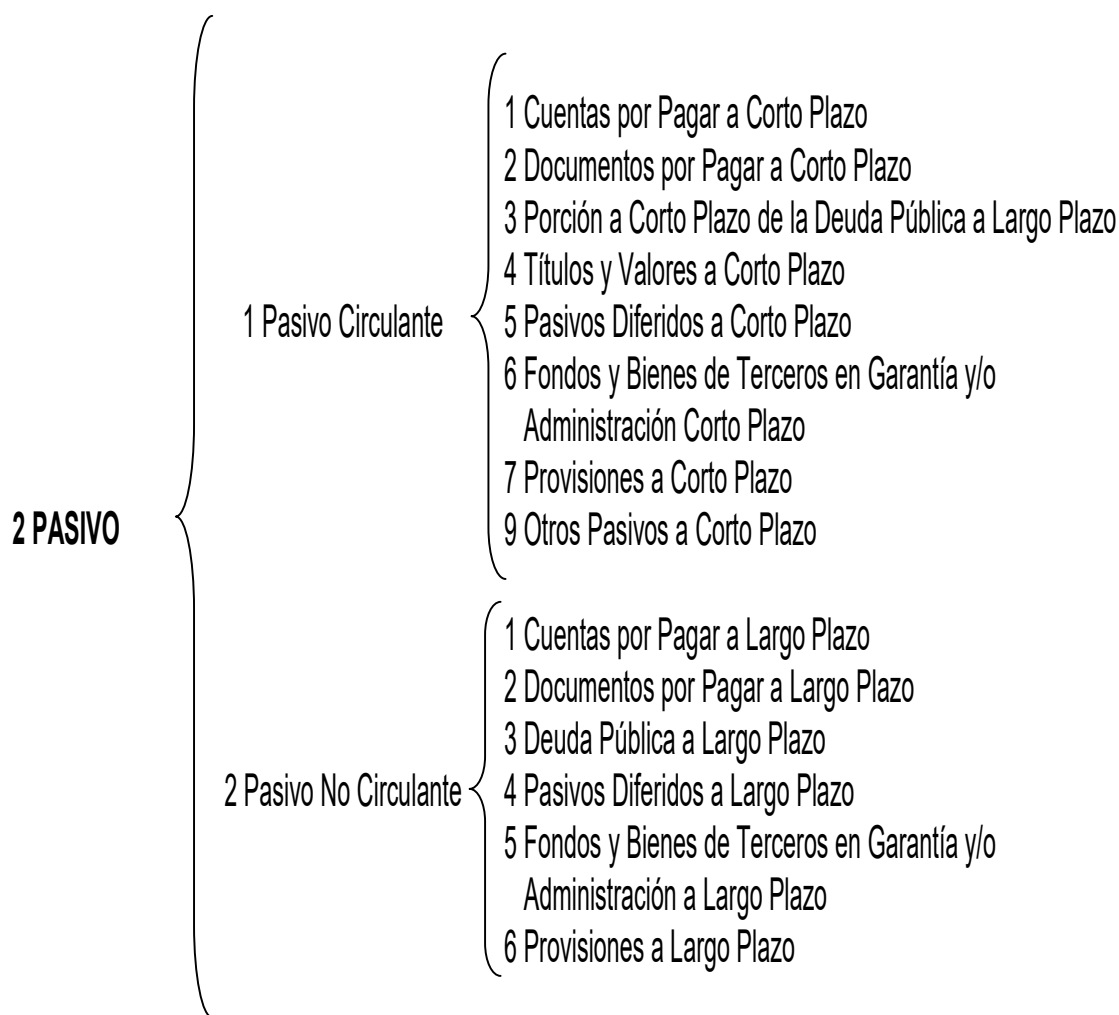 2 PASIVO
1 Pasivo Circulante
1 Cuentas por Pagar a Corto Plazo
2 Documentos por Pagar a Corto Plazo
3 Porción a Corto Plazo de la Deuda Pública a Largo Plazo
4 Títulos y Valores a Corto Plazo
5 Pasivos Diferidos a Corto Plazo
6 Fondos y Bienes de Terceros en Garantía y/o
Administración Corto Plazo
7 Provisiones a Corto Plazo
9 Otros Pasivos a Corto Plazo
2 Pasivo No Circulante
1 Cuentas por Pagar a Largo Plazo
2 Documentos por Pagar a Largo Plazo
3 Deuda Pública a Largo Plazo
4 Pasivos Diferidos a Largo Plazo
5 Fondos y Bienes de Terceros en Garantía y/o
Administración a Largo Plazo
6 Provisiones a Largo Plazo